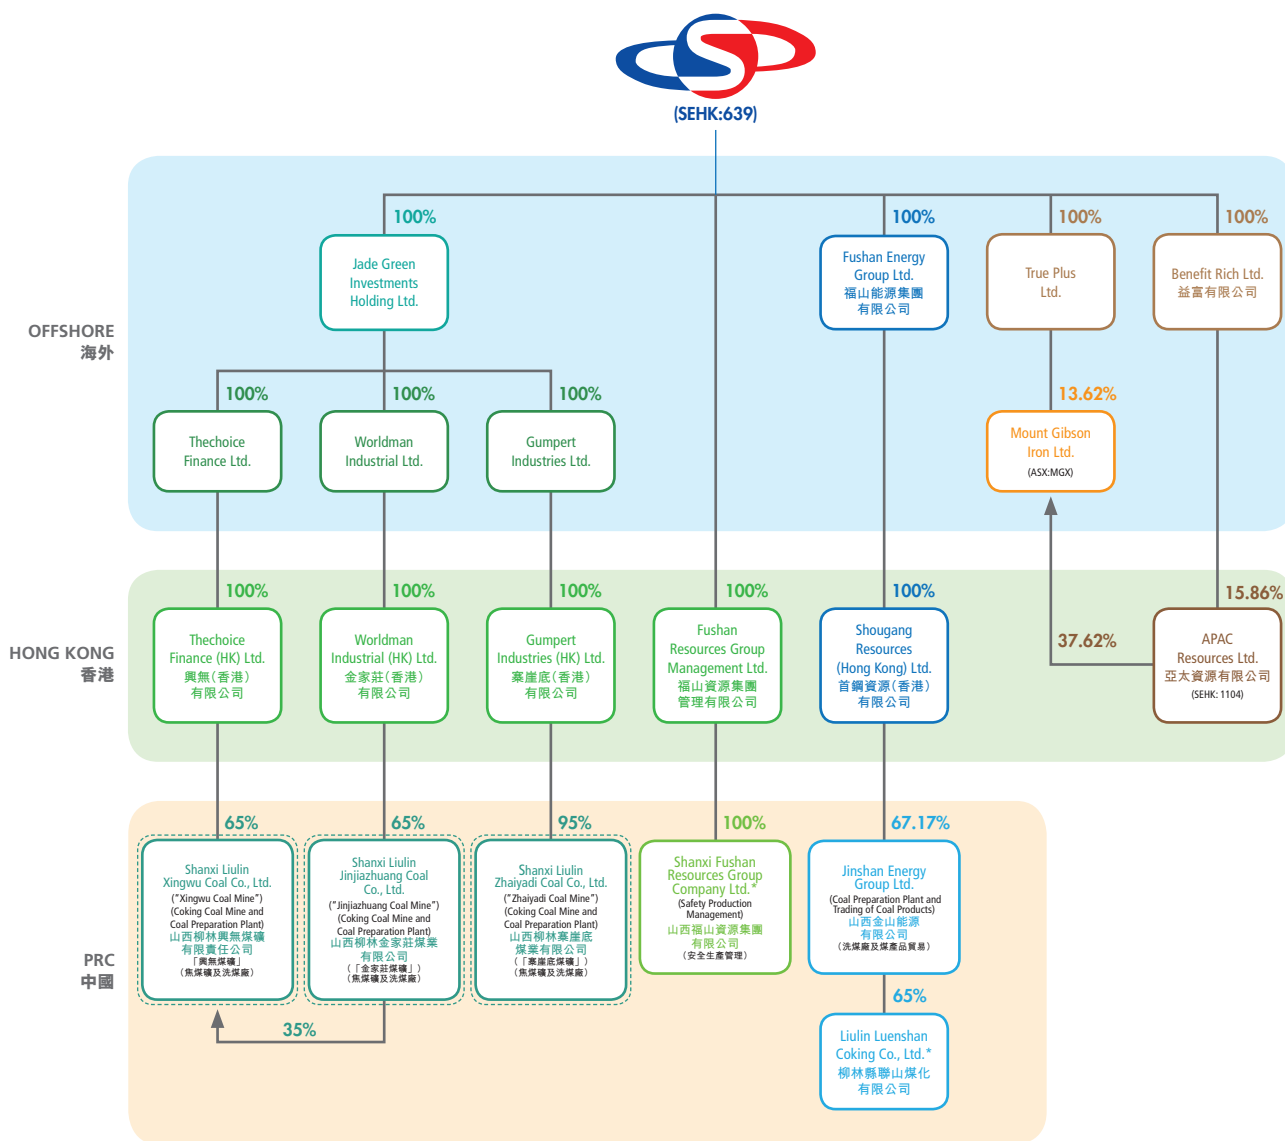 S
(SEHK:639)
OFFSHORE
海外
100%
Jade Green
Investments
Holding Ltd.
100%
Fushan Energy
Group Ltd.
福山能源集團
有限公司
100%
True Plus
Ltd.
100%
Benefit Rich Ltd.
益富有限公司
100%
Thechoice
Finance Ltd.
100%
Worldman
Industrial Ltd.
100%
Gumpert
Industries Ltd.
13.62%
Mount Gibson
Iron Ltd.
(ASX:MGX)
HONG KONG
香港
100%
Thechoice
Finance (HK) Ltd.
興無(香港)
有限公司
100%
Worldman
Industrial (HK) Ltd.
金家莊(香港)
有限公司
100%
Gumpert
Industries (HK) Ltd.
寨崖底(香港)
有限公司
100%
Fushan
Resources Group
Management Ltd.
福山資源集團
管理有限公司
100%
Shougang
Resources
(Hong Kong) Ltd.
首鋼資源(香港)
有限公司
37.62%
15.86%
APAC
Resources Ltd.
亞太資源有限公司
(SEHK: 1104)
PRC
中國
65%
Shanxi Liulin
Xingwu Coal Co., Ltd.
("Xingwu Coal Mine")
(Coking Coal Mine and
Coal Preparation Plant)
山西柳林興無煤礦
有限責任公司
「興無煤礦」
(焦煤礦及洗煤廠)
65%
Shanxi Liulin
Jinjiazhuang Coal
Co., Ltd.
("Jinjiazhuang Coal Mine")
(Coking Coal Mine and
Coal Preparation Plant)
山西柳林金家莊煤業
有限公司
(「金家莊煤礦」)
(焦煤礦及洗煤廠)
35%
95%
Shanxi Liulin
Zhaiyadi Coal Co., Ltd.
("Zhaiyadi Coal Mine")
(Coking Coal Mine and
Coal Preparation Plant)
山西柳林寨崖底
煤業有限公司
(「寨崖底煤礦」)
(焦煤礦及洗煤廠)
100%
Shanxi Fushan
Resources Group
Company Ltd.*
(Safety Production
Management)
山西福山資源集團
有限公司
(安全生產管理)
67.17%
Jinshan Energy
Group Ltd.
(Coal Preparation Plant and
Trading of Coal Products)
山西金山能源
有限公司
(洗煤廠及煤產品貿易)
65%
Liulin Luenshan
Coking Co., Ltd.*
柳林縣聯山煤化
有限公司